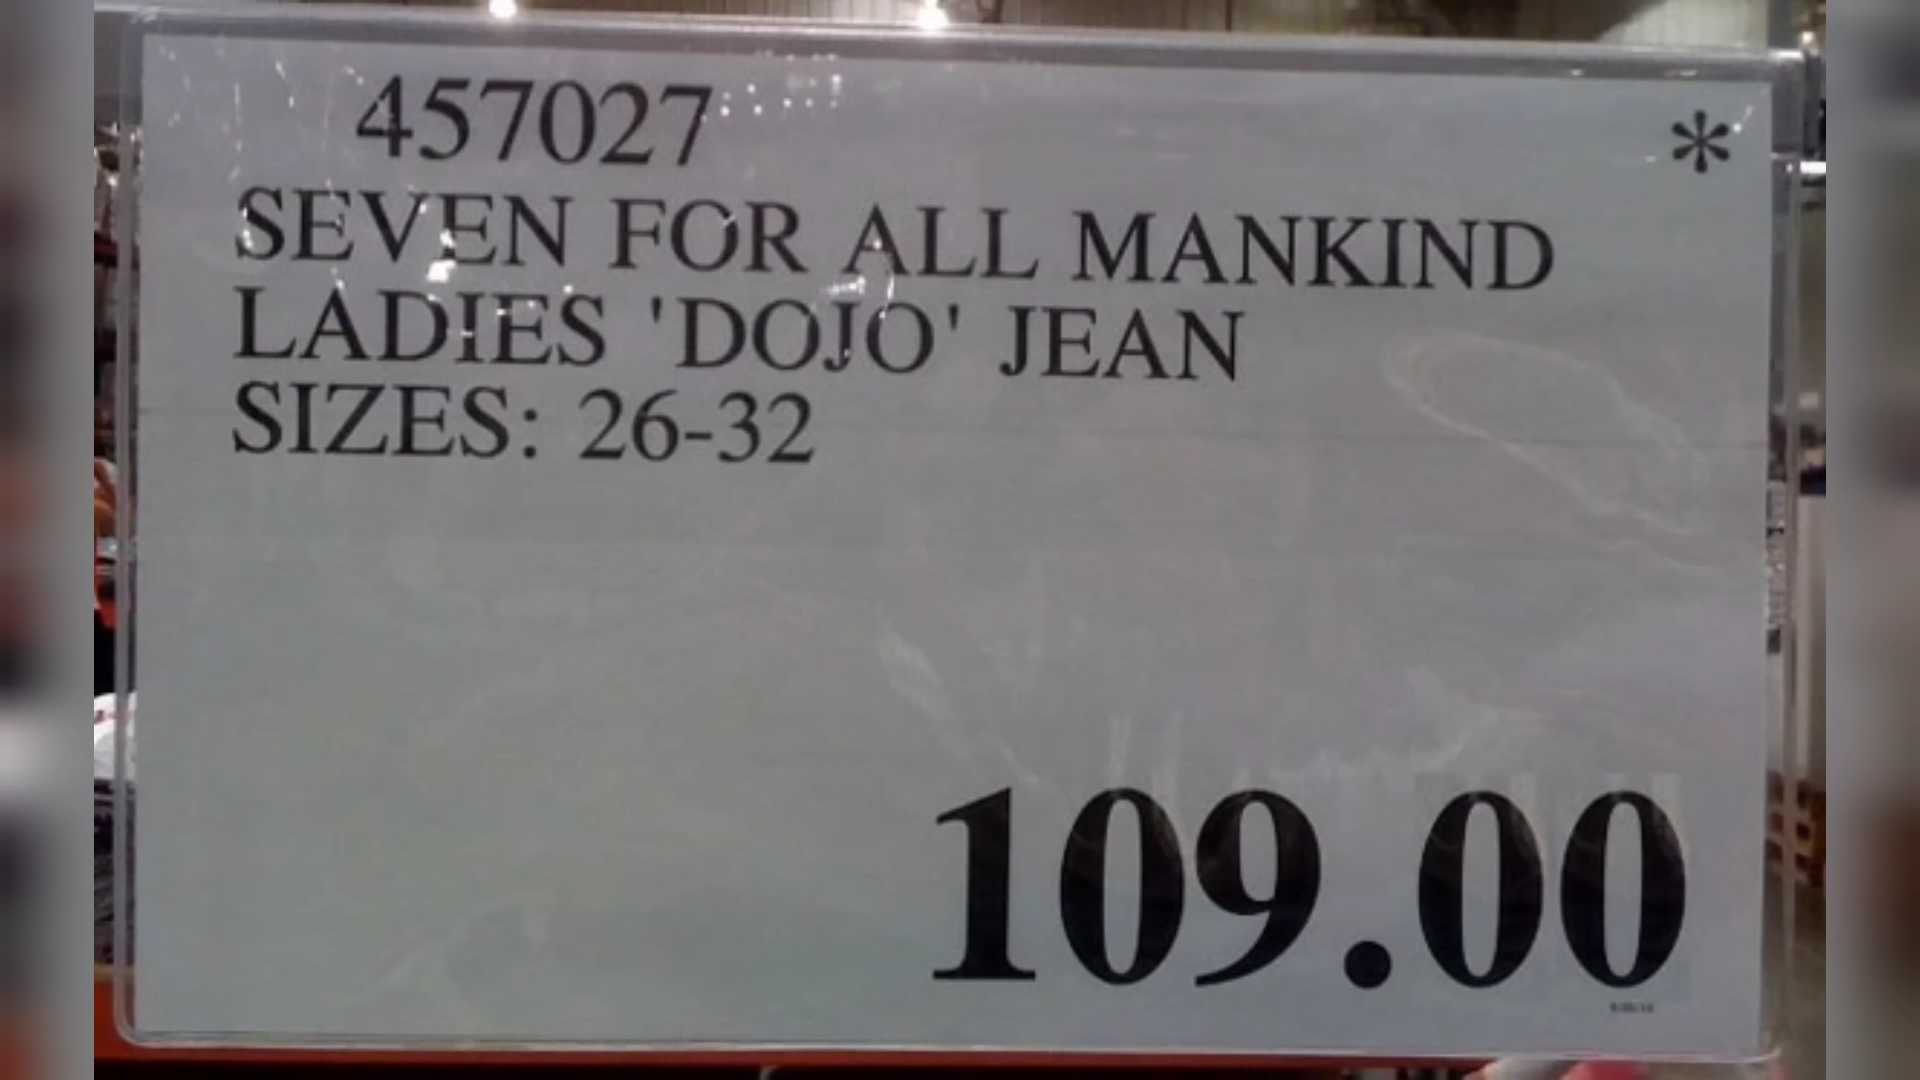 457027
*
SEVEN FOR ALL MANKIND
LADIES 'DOJO' JEAN
SIZES: 26-32
109.00